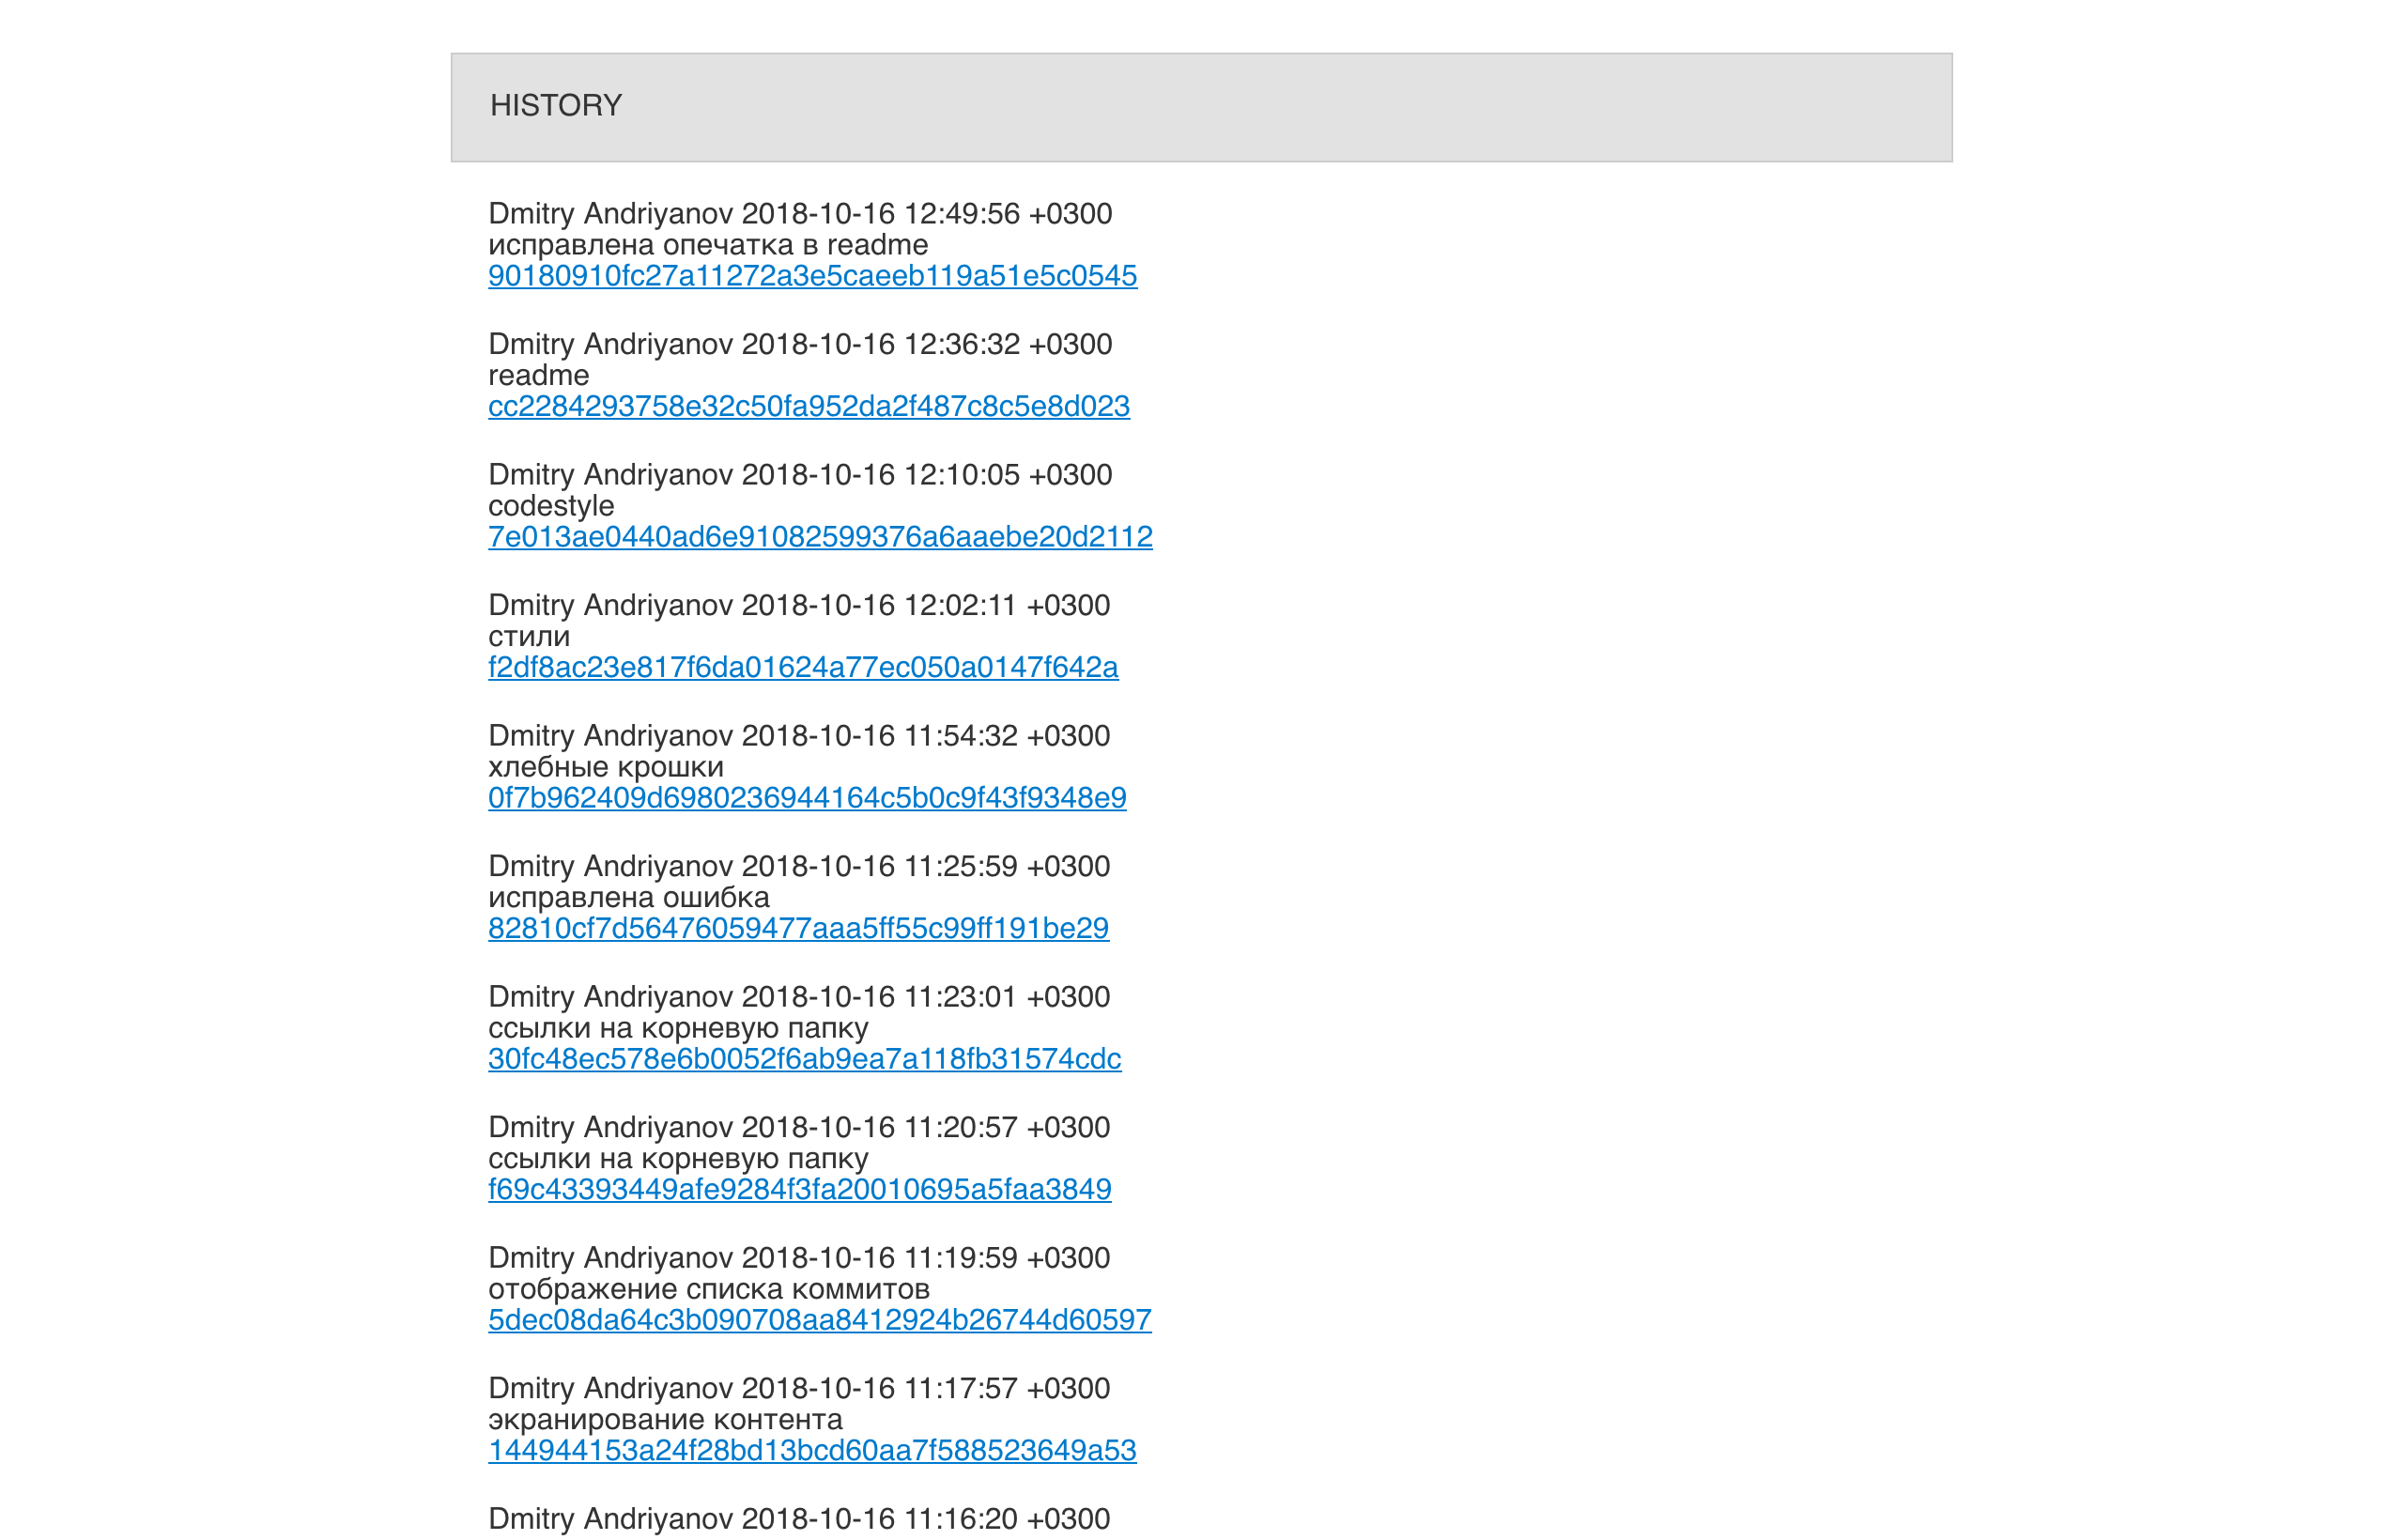 HISTORY
Dmitry Andriyanov 2018-10-16 12:49:56 +0300
исправлена опечатка в readme
90180910fc27a11272a3e5caeeb119a51e5c0545
Dmitry Andriyanov 2018-10-16 12:36:32 +0300
readme
cc2284293758e32c50fa952da2f487c8c5e8d023
Dmitry Andriyanov 2018-10-16 12:10:05 +0300
codestyle
7e013ae0440ad6e91082599376a6aaebe20d2112
Dmitry Andriyanov 2018-10-16 12:02:11 +0300
стили
f2df8ac23e817f6da01624a77ec050a0147f642a
Dmitry Andriyanov 2018-10-16 11:54:32 +0300
хлебные крошки
0f7b962409d6980236944164c5b0c9f43f9348e9
Dmitry Andriyanov 2018-10-16 11:25:59 +0300
исправлена ошибка
82810cf7d56476059477aaa5ff55c99ff191be29
Dmitry Andriyanov 2018-10-16 11:23:01 +0300
ссылки на корневую папку
30fc48ec578e6b0052f6ab9ea7a118fb31574cdc
Dmitry Andriyanov 2018-10-16 11:20:57 +0300
ссылки на корневую папку
f69c43393449afe9284f3fa20010695a5faa3849
Dmitry Andriyanov 2018-10-16 11:19:59 +0300
отображение списка коммитов
5dec08da64c3b090708aa8412924b26744d60597
Dmitry Andriyanov 2018-10-16 11:17:57 +0300
экранирование контента
144944153a24f28bd13bcd60aa7f588523649a53
Dmitry Andriyanov 2018-10-16 11:16:20 +0300